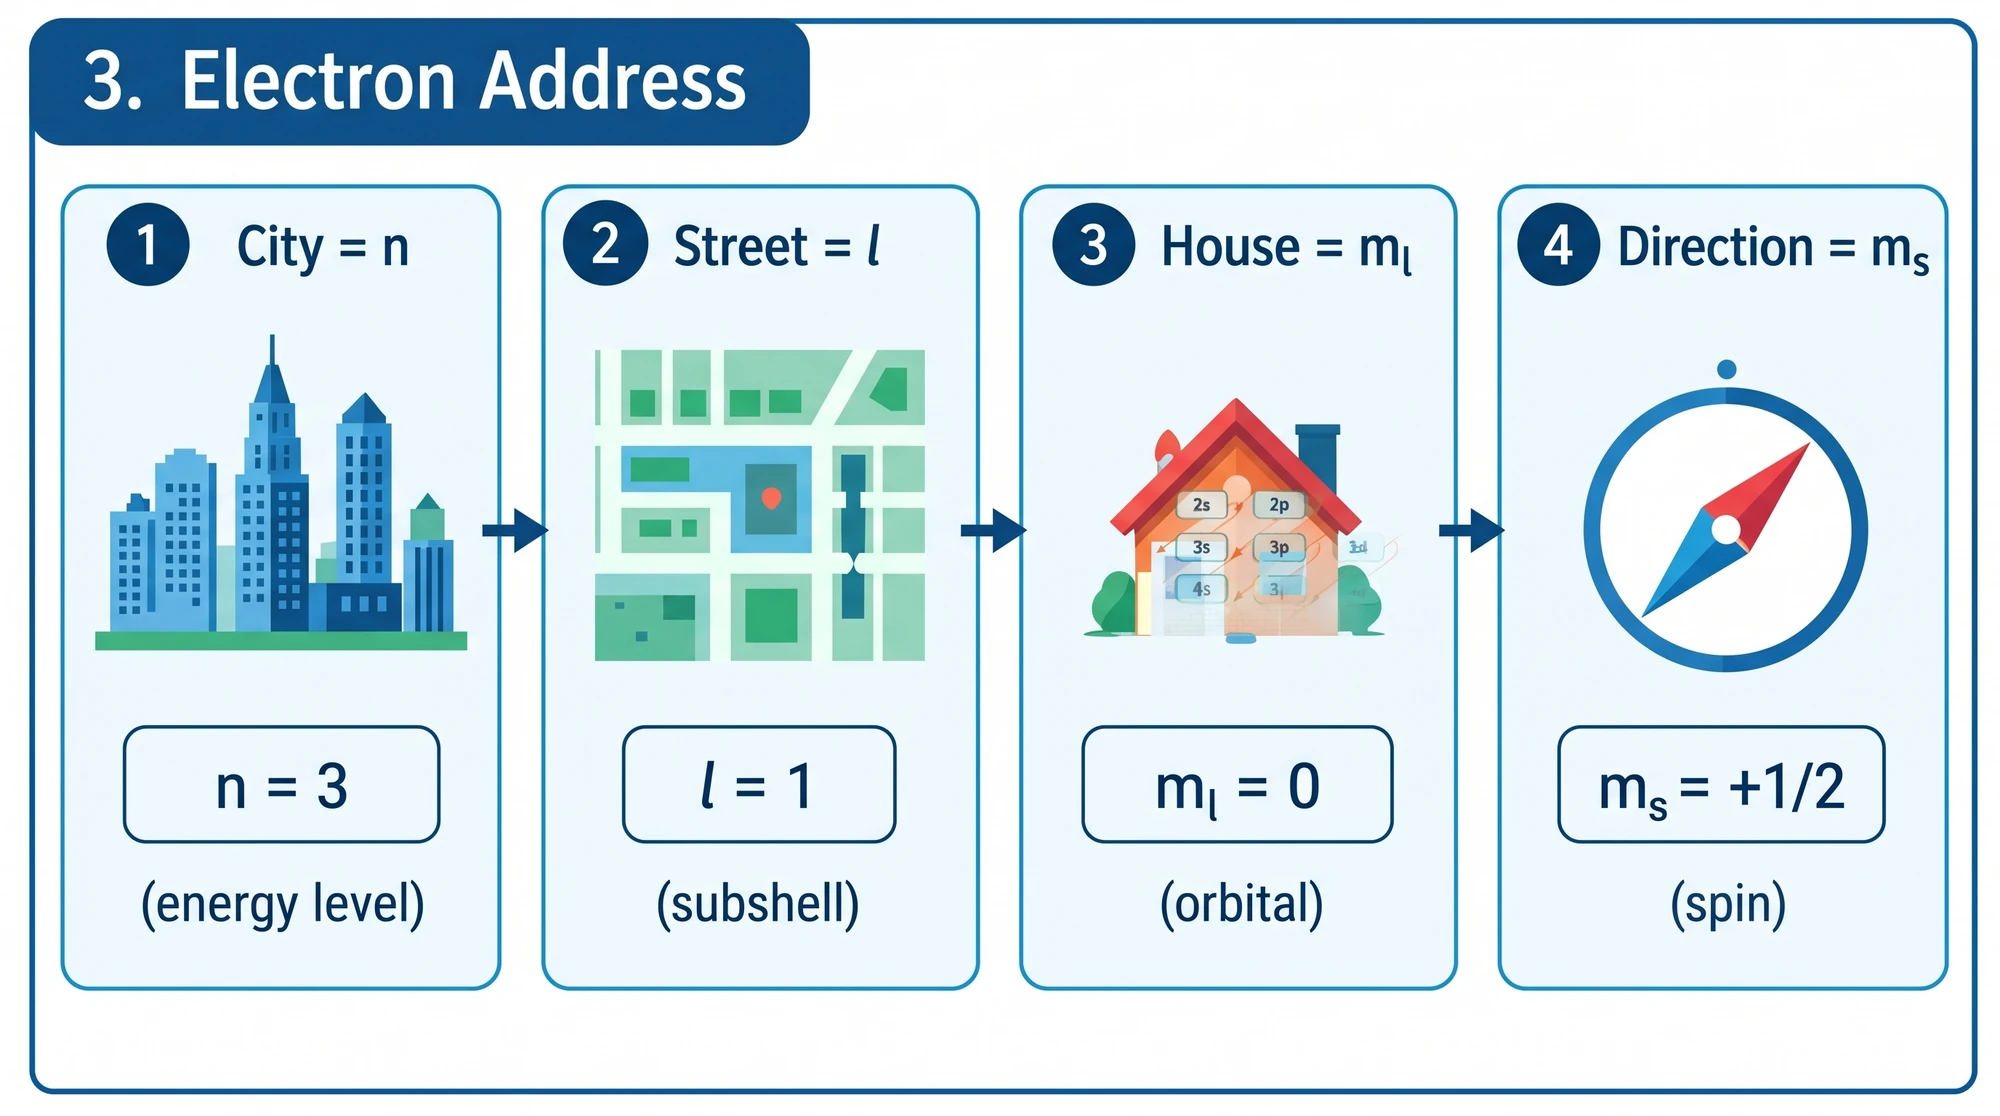 3. Electron Address
1 City = n
n = 3
(energy level)
2 Street = l
l = 1
(subshell)
3 House = mₗ
2s 2p
3s 3p
4s
mₗ = 0
(orbital)
4 Direction = mₛ
mₛ = +1/2
(spin)